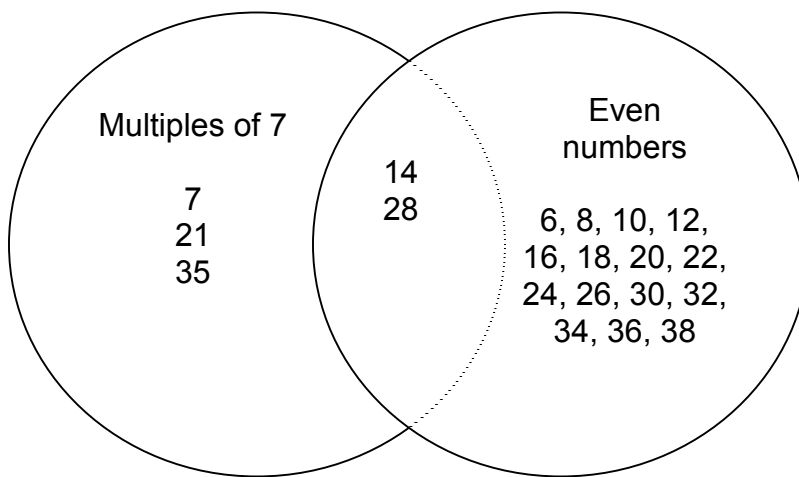 Multiples of 7
7
21
35
14
28
Even
numbers
6, 8, 10, 12,
16, 18, 20, 22,
24, 26, 30, 32,
34, 36, 38